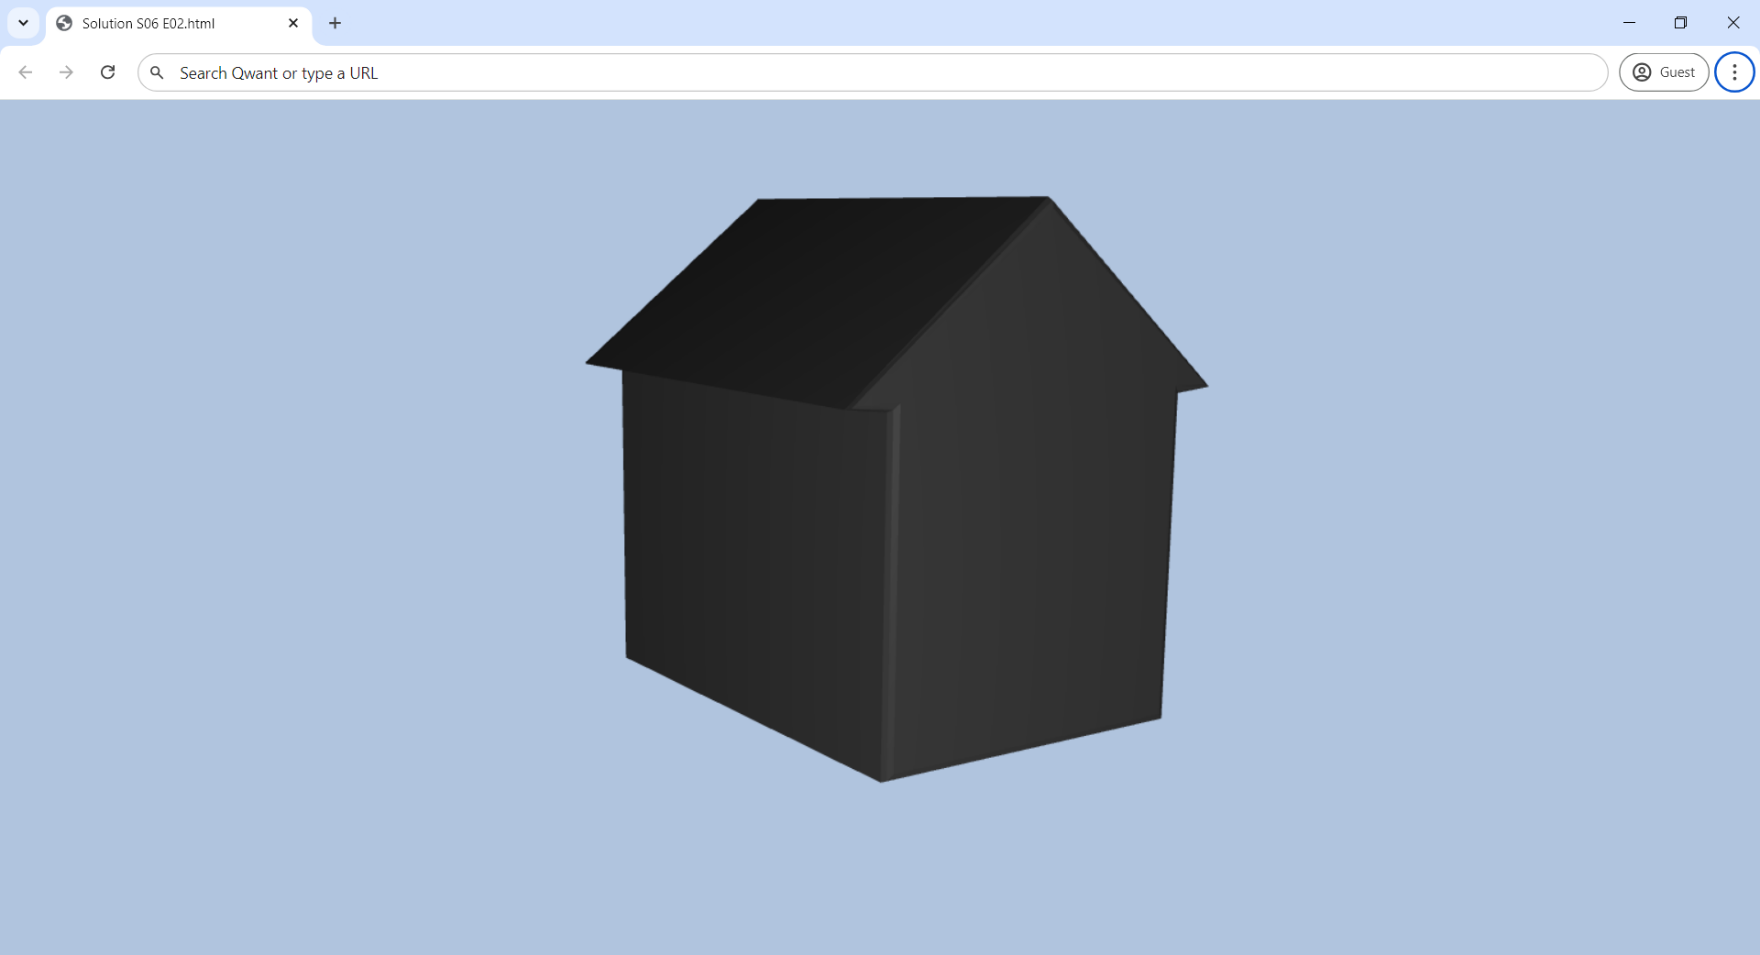 Solution S06 E02.html
Search Qwant or type a URL
Guest